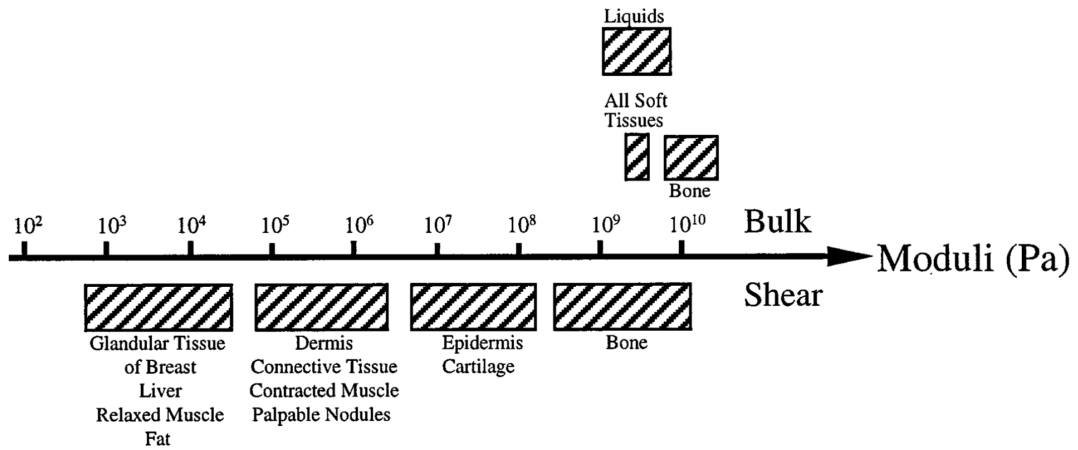 Liquids
All Soft
Tissues
Bone
10² 10³ 10⁴ 10⁵ 10⁶ 10⁷ 10⁸ 10⁹ 10¹⁰ Bulk
Moduli (Pa)
Shear
Glandular Tissue
of Breast
Liver
Relaxed Muscle
Fat
Dermis
Connective Tissue
Contracted Muscle
Palpable Nodules
Epidermis
Cartilage
Bone